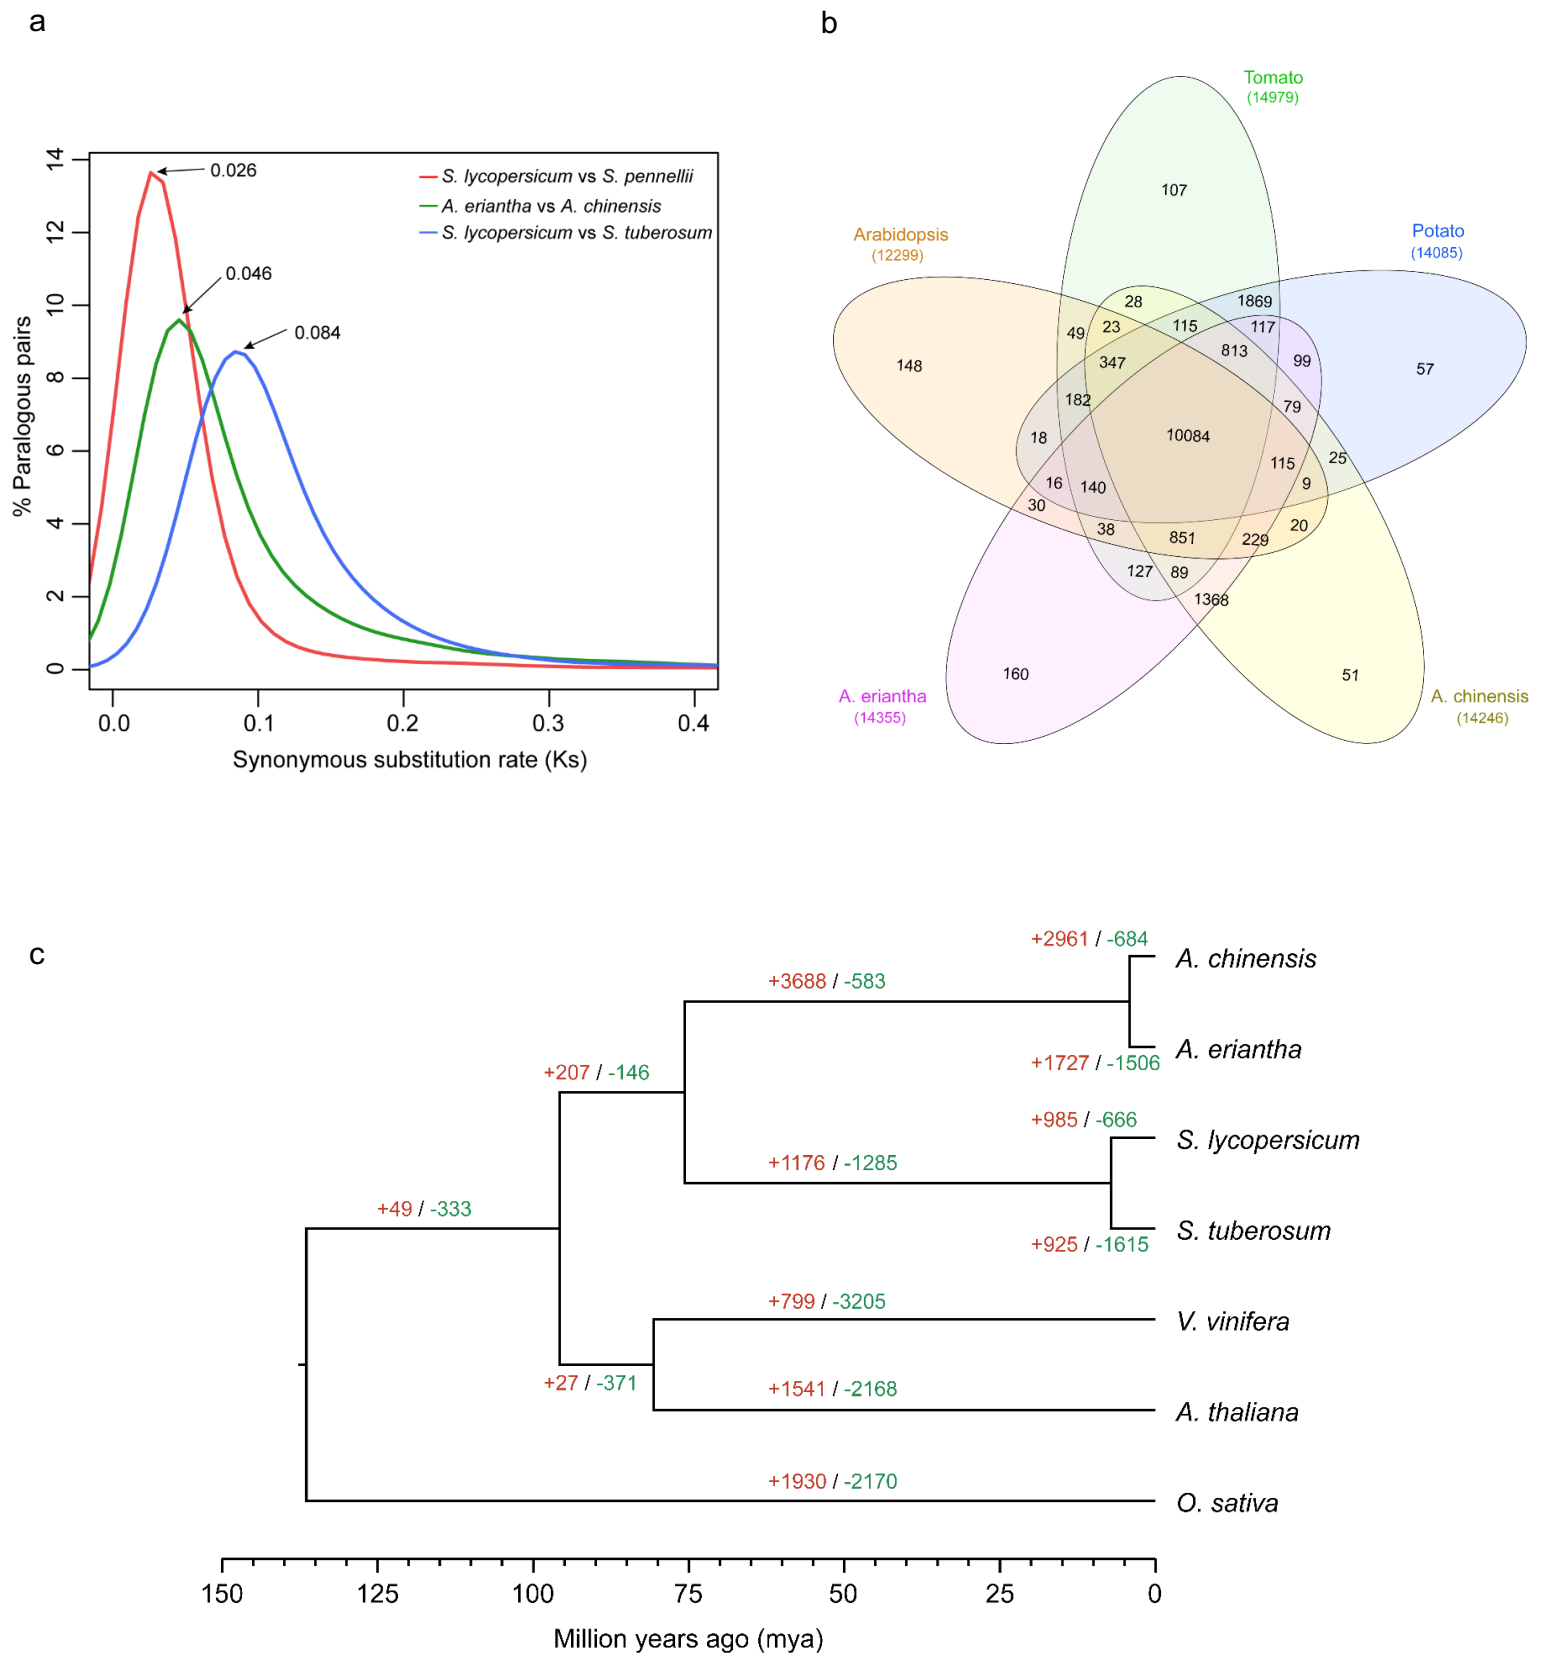 a
14
12
10
8
6
4
2
0
% Paralogous pairs
0.026
0.046
0.084
S. lycopersicum vs S. pennellii
A. eriantha vs A. chinensis
S. lycopersicum vs S. tuberosum
0.0 0.1 0.2 0.3 0.4
Synonymous substitution rate (Ks)
b
Tomato
(14979)
Arabidopsis
(12299)
Potato
(14085)
A. eriantha
(14355)
A. chinensis
(14246)
107
28
1869
49
23
115
117
148
347
813
99
57
182
79
18
10084
115
25
16
140
9
30
38
851
229
20
127
89
1368
160
51
c
+2961 / -684
A. chinensis
+3688 / -583
A. eriantha
+1727 / -1506
+207 / -146
+985 / -666
S. lycopersicum
+1176 / -1285
+49 / -333
S. tuberosum
+925 / -1615
+799 / -3205
V. vinifera
+27 / -371
+1541 / -2168
A. thaliana
+1930 / -2170
O. sativa
150 125 100 75 50 25 0
Million years ago (mya)